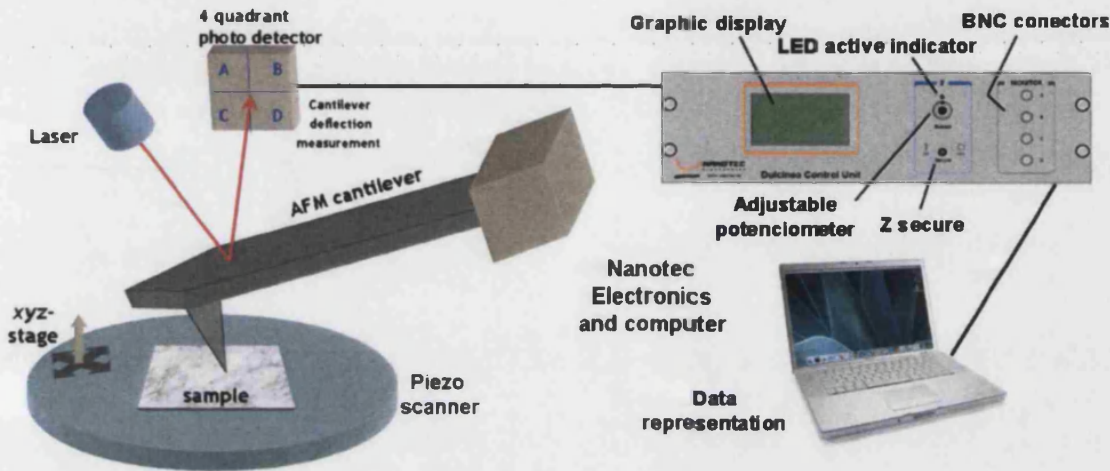 4 quadrant
photo detector
A B
C D
Cantilever
deflection
measurement
Laser
AFM cantilever
xyz-
stage
sample
Piezo
scanner
Graphic display
LED active indicator
BNC conectors
NANOTEC
Dulcinea Control Unit
Adjustable
potenciometer
Z secure
Nanotec
Electronics
and computer
Data
representation